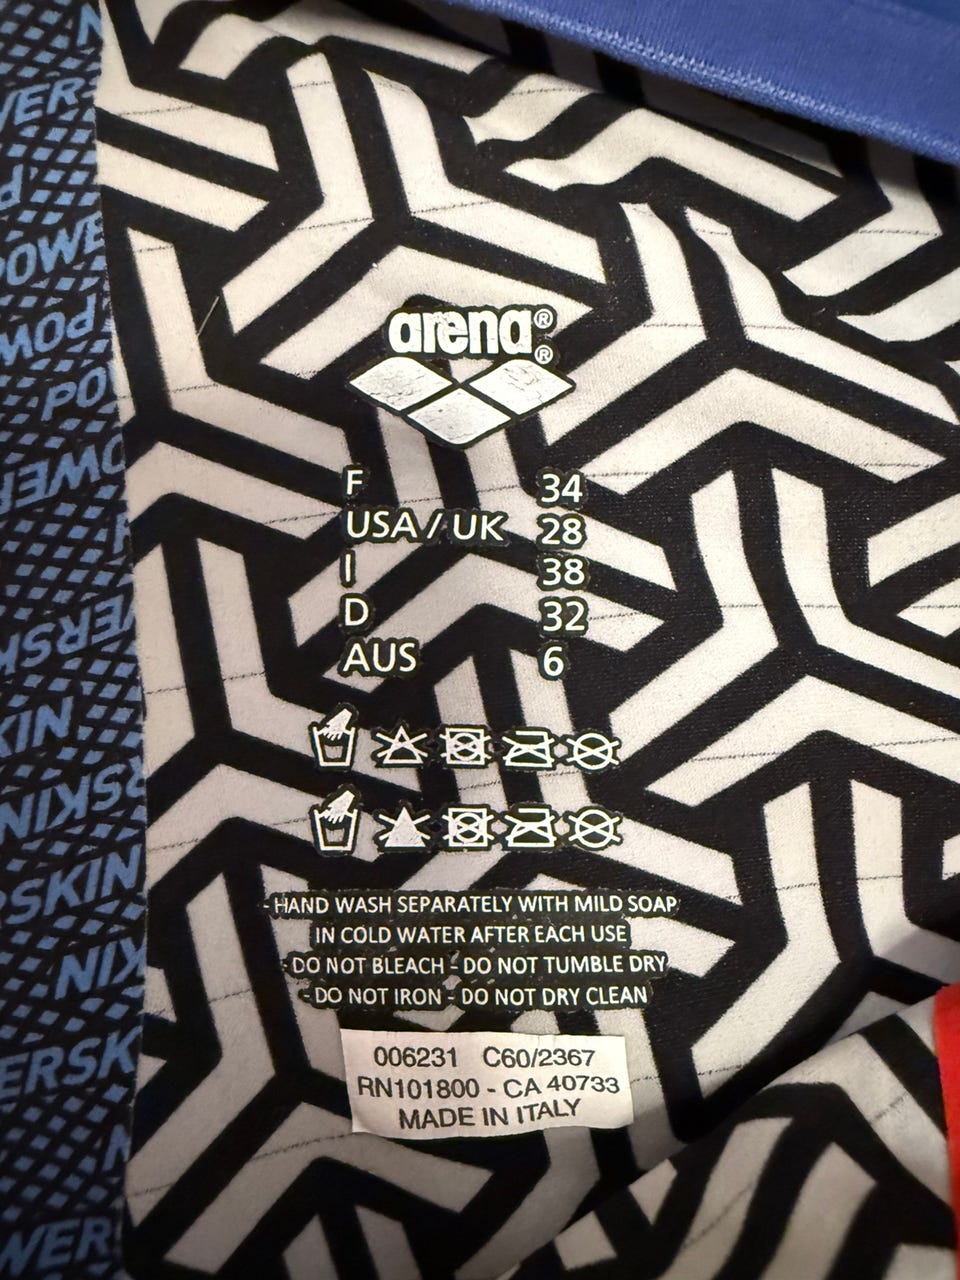 arena®
®
F 34
USA / UK 28
I 38
D 32
AUS 6
- HAND WASH SEPARATELY WITH MILD SOAP
IN COLD WATER AFTER EACH USE
- DO NOT BLEACH - DO NOT TUMBLE DRY
- DO NOT IRON - DO NOT DRY CLEAN
006231 C60/2367
RN101800 - CA 40733
MADE IN ITALY